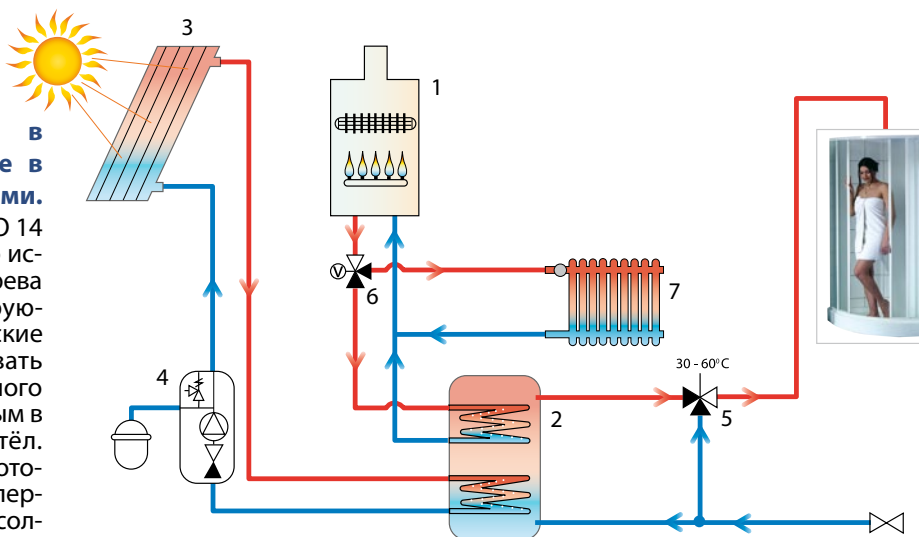 в
е в
ми.
О 14
ис-
рева
рую-
ские
вать
ного
ым в
тёл.
ото-
пер-
сол-
3
1
V
6
7
4
2
30 - 60°C
5